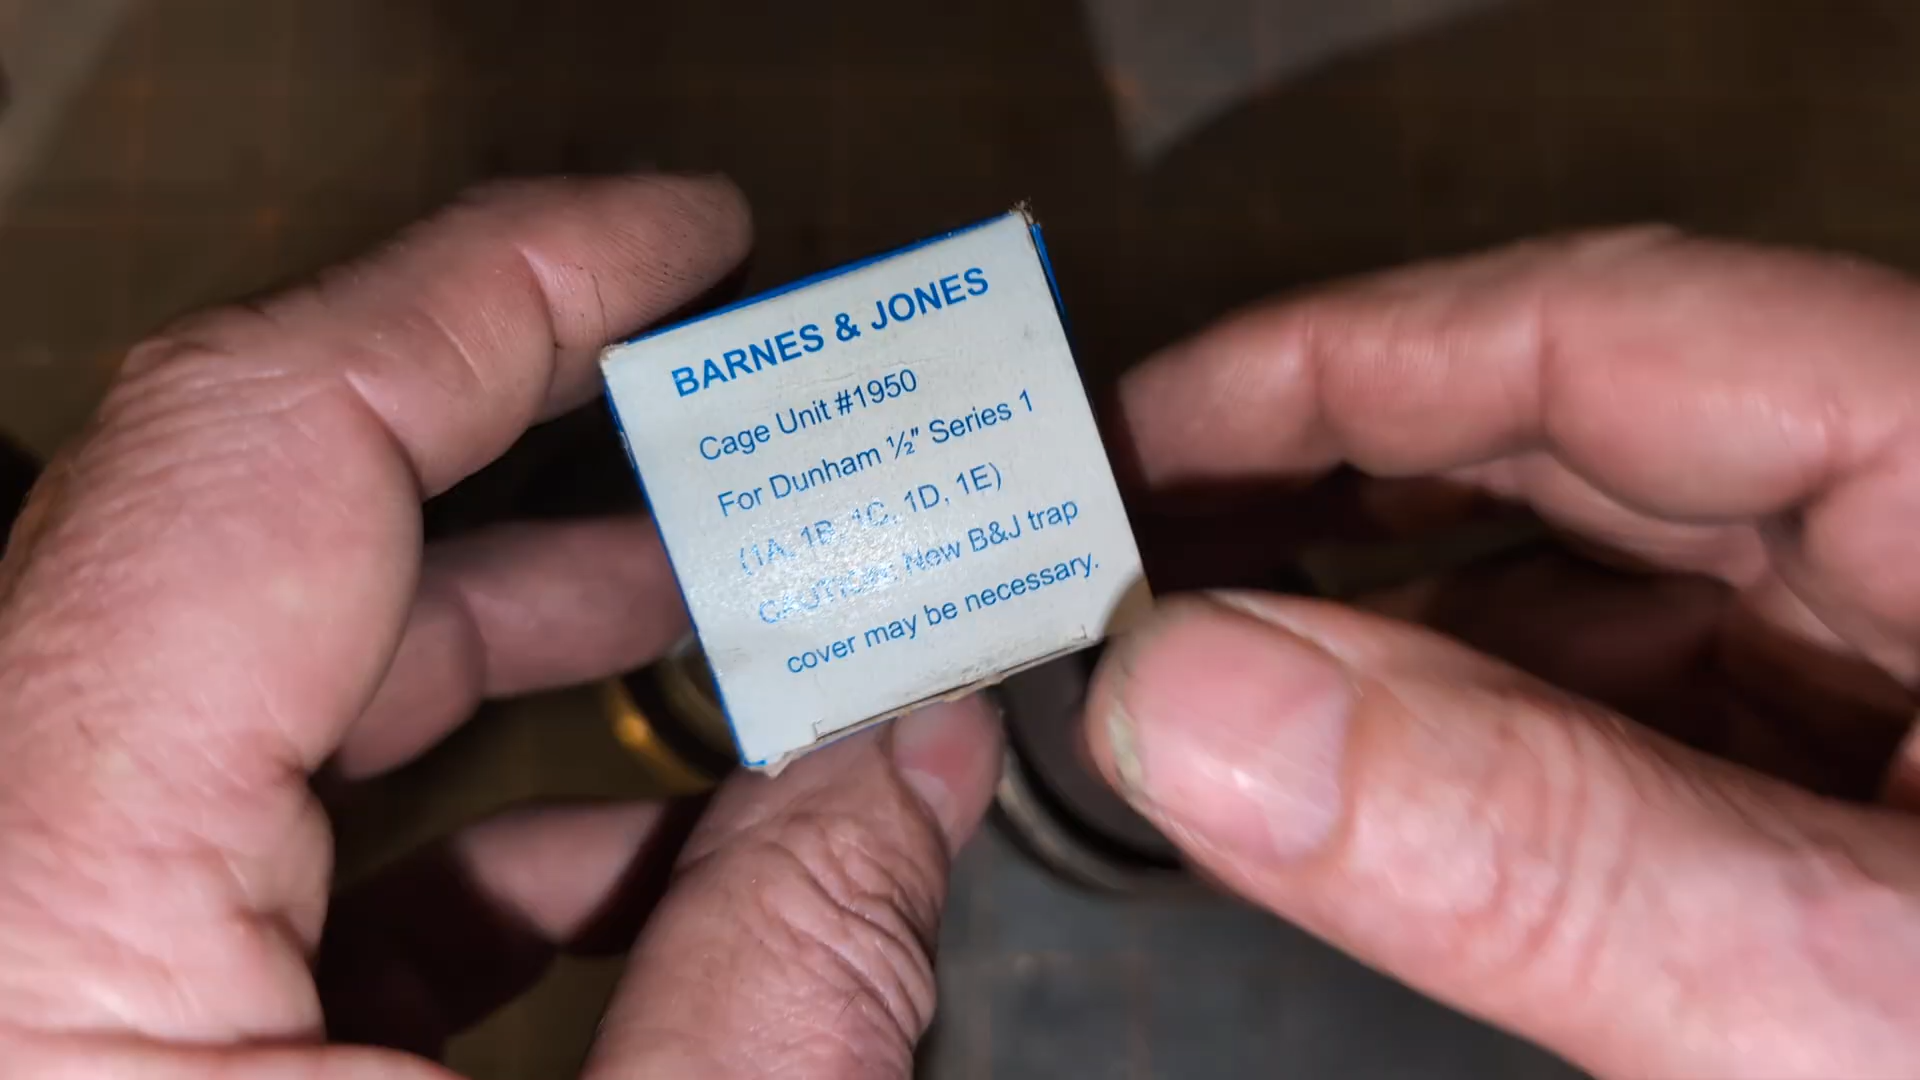 BARNES & JONES
Cage Unit #1950
For Dunham ½" Series 1
(1A, 1B, 1C, 1D, 1E)
CAUTION: New B&J trap
cover may be necessary.